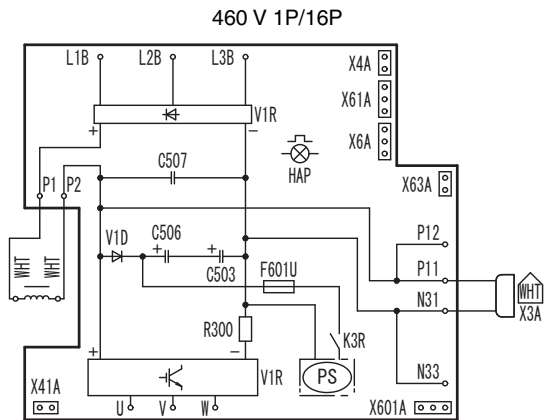 460 V 1P/16P
L1B L2B L3B
X4A
X61A
V1R
+ −
X6A
C507
HAP
P1 P2
X63A
WHT WHT
V1D C506
P12
+ +
C503 F601U
P11
WHT
N31
X3A
R300
K3R
+ −
PS
V1R
N33
X41A
U V W
X601A